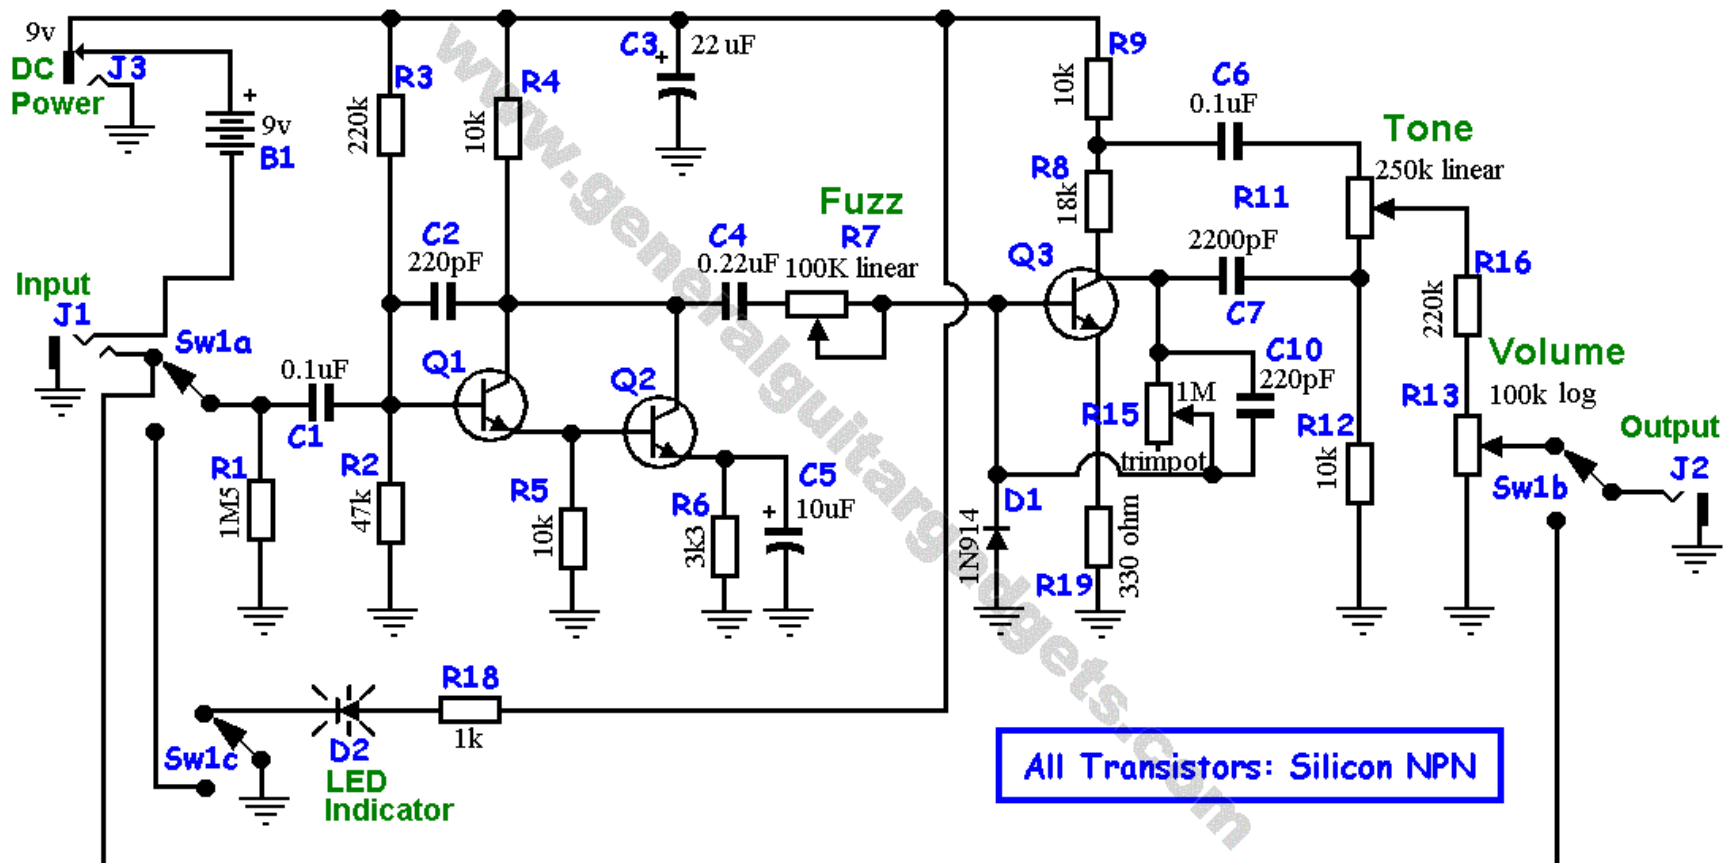 9v
DC
Power
J3
+
9v
B1
R3
220k
R4
10k
C3
+
22 uF
R9
10k
C6
0.1uF
Tone
250k linear
R11
R8
18k
Fuzz
R7
100K linear
C2
220pF
C4
0.22uF
Q3
2200pF
C7
R16
220k
Input
J1
Sw1a
0.1uF
C1
Q1
Q2
C10
220pF
1M
R15
trimpot
Volume
100k log
R13
R12
10k
Output
J2
Sw1b
R1
1M5
R2
47k
R5
10k
R6
3k3
C5
+
10uF
D1
1N914
R19
330 ohm
R18
1k
D2
LED
Indicator
Sw1c
All Transistors: Silicon NPN
www.generalguitargadgets.com